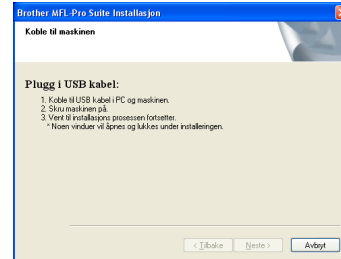 Brother MFL-Pro Suite Installasjon
Koble til maskinen
Plugg i USB kabel:
1. Koble til USB kabel i PC og maskinen.
2. Skru maskinen på.
3. Vent til installasjons prosessen fortsetter.
* Noen vinduer vil åpnes og lukkes under installeringen.
< Tilbake Neste > Avbryt